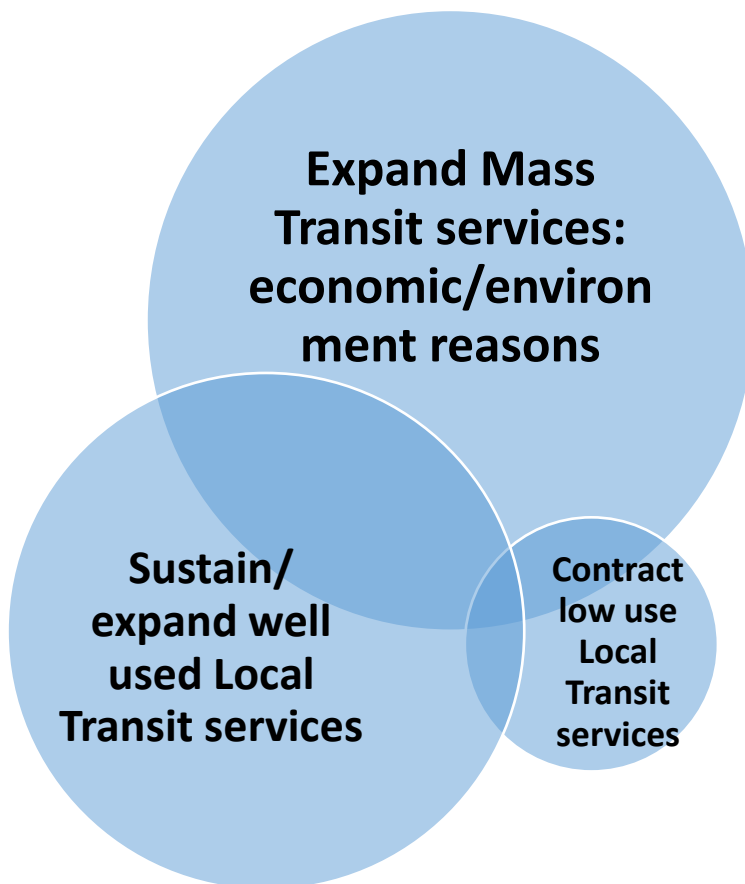 Expand Mass
Transit services:
economic/environ
ment reasons
Sustain/
expand well
used Local
Transit services
Contract
low use
Local
Transit
services